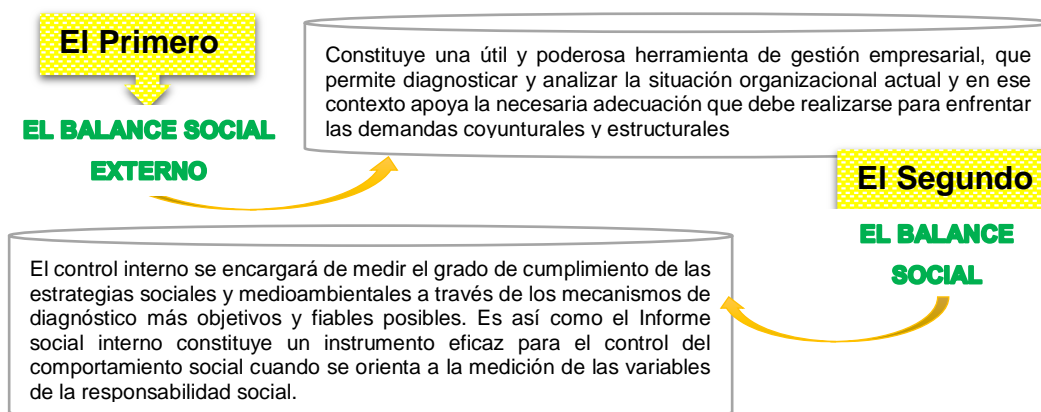 El Primero
EL BALANCE SOCIAL
EXTERNO
Constituye una útil y poderosa herramienta de gestión empresarial, que
permite diagnosticar y analizar la situación organizacional actual y en ese
contexto apoya la necesaria adecuación que debe realizarse para enfrentar
las demandas coyunturales y estructurales
El Segundo
EL BALANCE
SOCIAL
El control interno se encargará de medir el grado de cumplimiento de las
estrategias sociales y medioambientales a través de los mecanismos de
diagnóstico más objetivos y fiables posibles. Es así como el Informe
social interno constituye un instrumento eficaz para el control del
comportamiento social cuando se orienta a la medición de las variables
de la responsabilidad social.